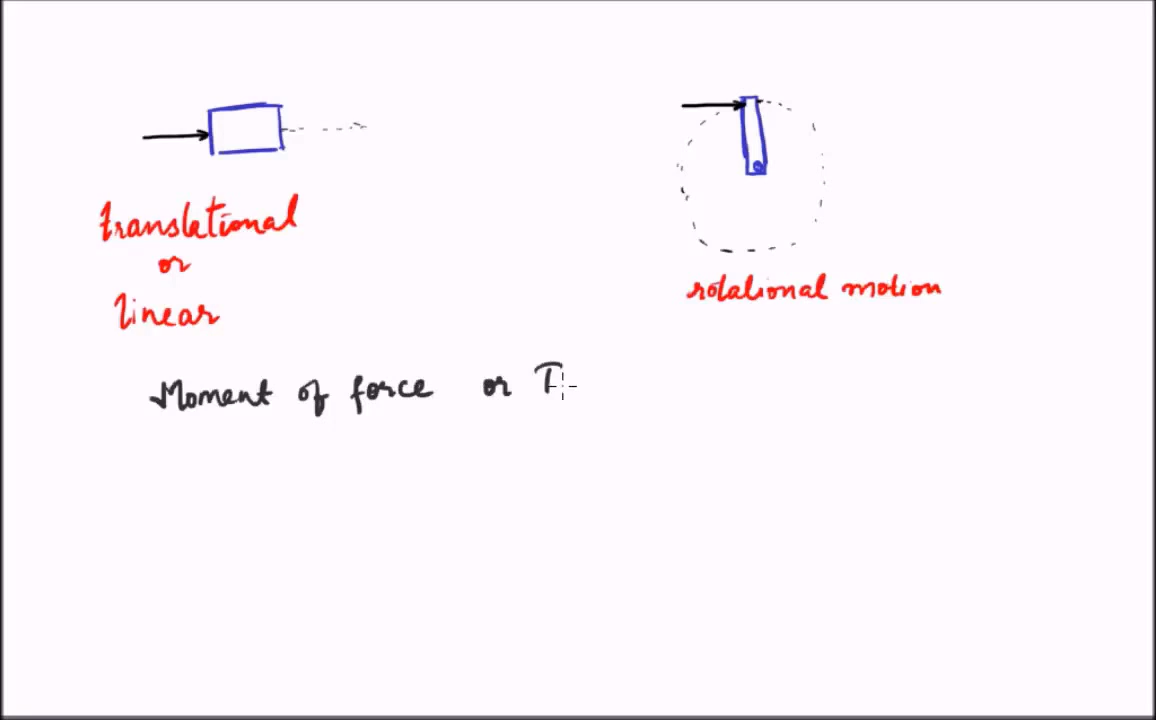 translational
or
linear
rotational motion
Moment of force or T